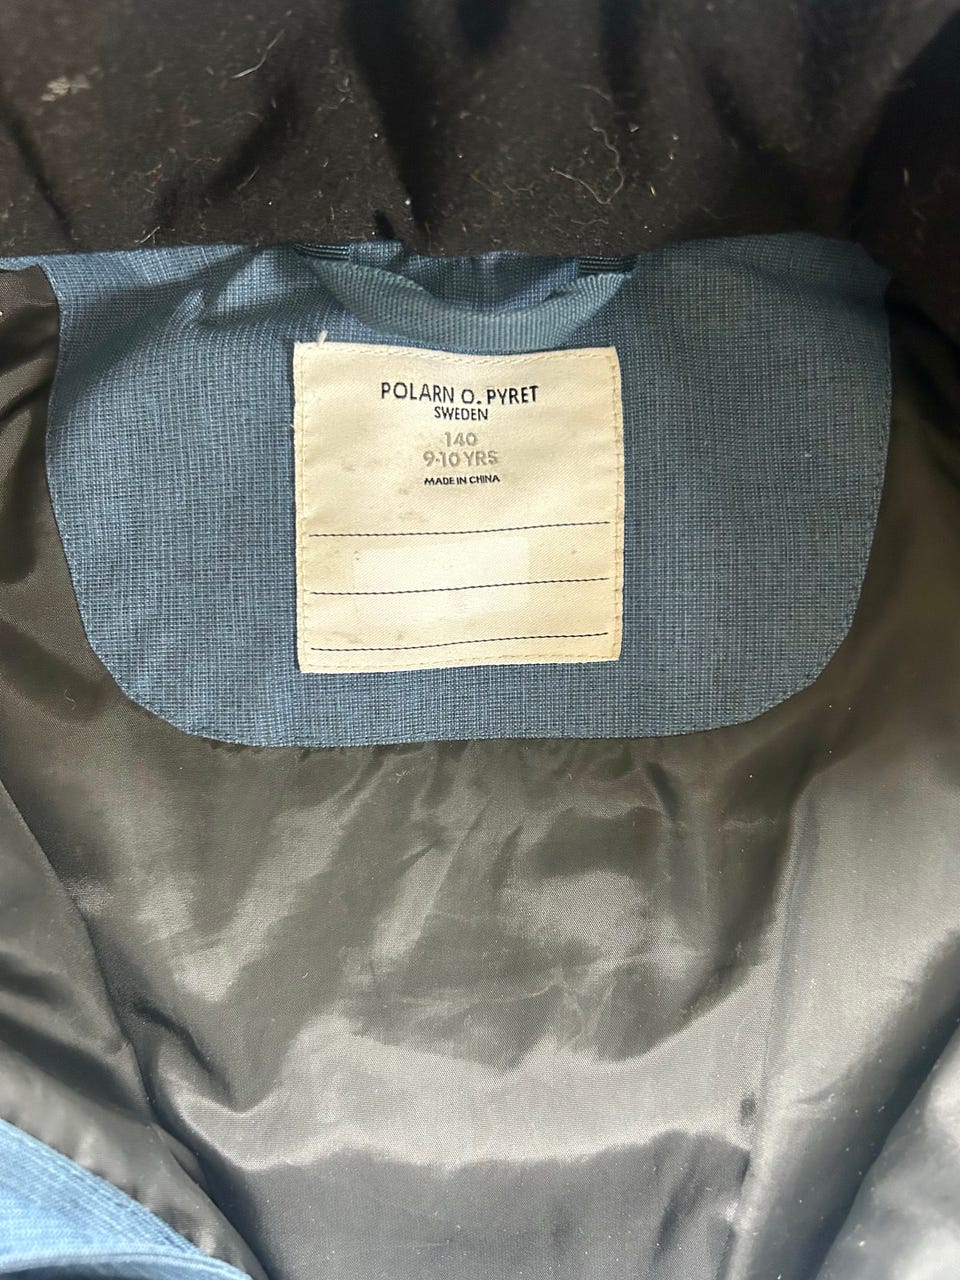 POLARN O. PYRET
SWEDEN
140
9-10 YRS
MADE IN CHINA